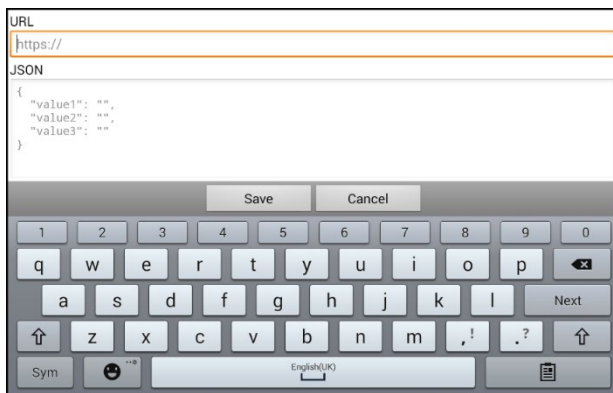 URL
https://
JSON
{
"value1": "",
"value2": "",
"value3": ""
}
Save Cancel
1 2 3 4 5 6 7 8 9 0
q w e r t y u i o p
a s d f g h j k l Next
z x c v b n m , ! . ?
Sym English(UK)